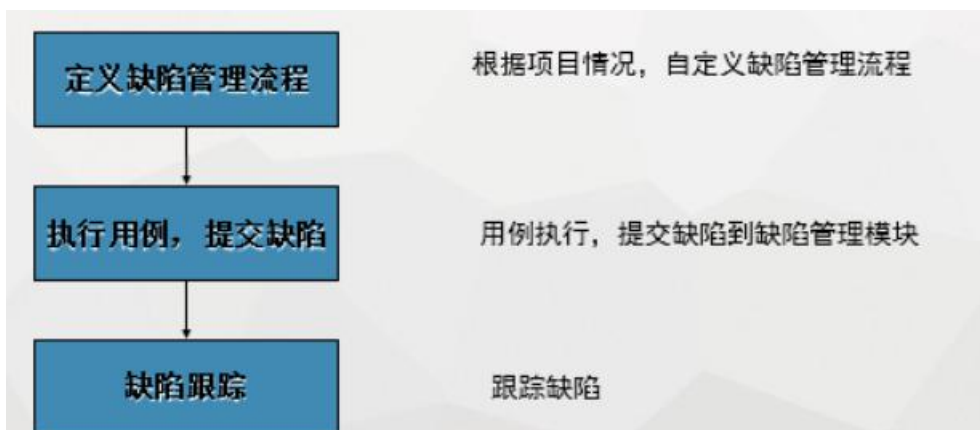 定义缺陷管理流程
根据项目情况，自定义缺陷管理流程
执行用例，提交缺陷
用例执行，提交缺陷到缺陷管理模块
缺陷跟踪
跟踪缺陷